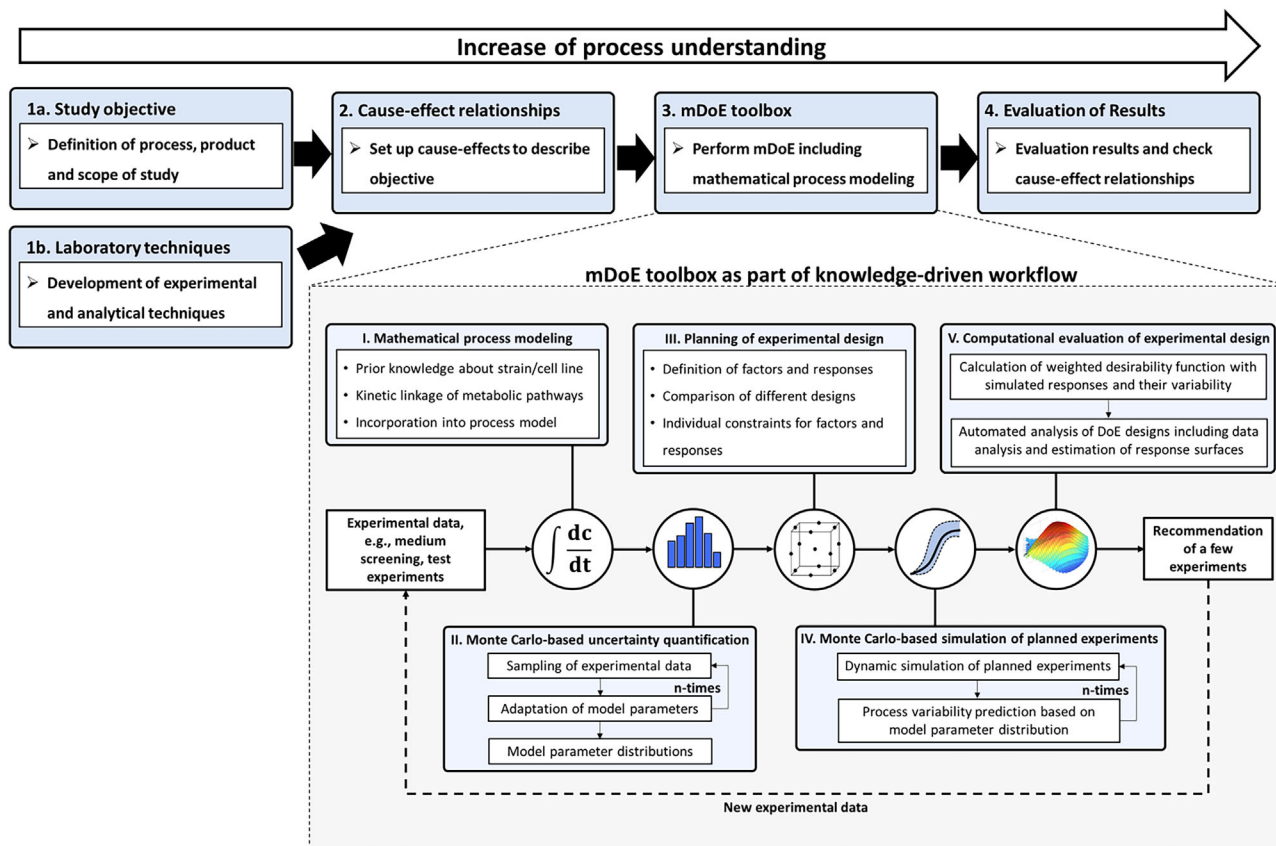 Increase of process understanding
1a. Study objective
➢ Definition of process, product
and scope of study
2. Cause-effect relationships
➢ Set up cause-effects to describe
objective
3. mDoE toolbox
➢ Perform mDoE including
mathematical process modeling
4. Evaluation of Results
➢ Evaluation results and check
cause-effect relationships
1b. Laboratory techniques
➢ Development of experimental
and analytical techniques
mDoE toolbox as part of knowledge-driven workflow
I. Mathematical process modeling
• Prior knowledge about strain/cell line
• Kinetic linkage of metabolic pathways
• Incorporation into process model
III. Planning of experimental design
• Definition of factors and responses
• Comparison of different designs
• Individual constraints for factors and
responses
V. Computational evaluation of experimental design
Calculation of weighted desirability function with
simulated responses and their variability
Automated analysis of DoE designs including data
analysis and estimation of response surfaces
Experimental data,
e.g., medium
screening, test
experiments
∫ dc/dt
Recommendation
of a few
experiments
II. Monte Carlo-based uncertainty quantification
Sampling of experimental data
n-times
Adaptation of model parameters
Model parameter distributions
IV. Monte Carlo-based simulation of planned experiments
Dynamic simulation of planned experiments
n-times
Process variability prediction based on
model parameter distribution
New experimental data